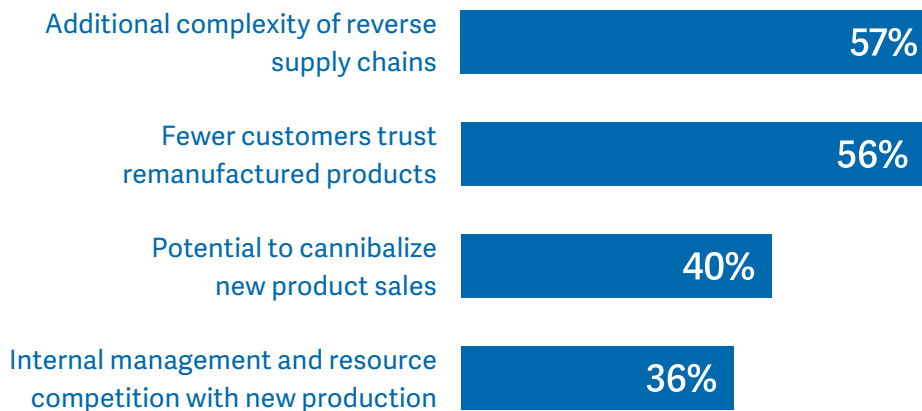 Additional complexity of reverse
supply chains
57%
Fewer customers trust
remanufactured products
56%
Potential to cannibalize
new product sales
40%
Internal management and resource
competition with new production
36%